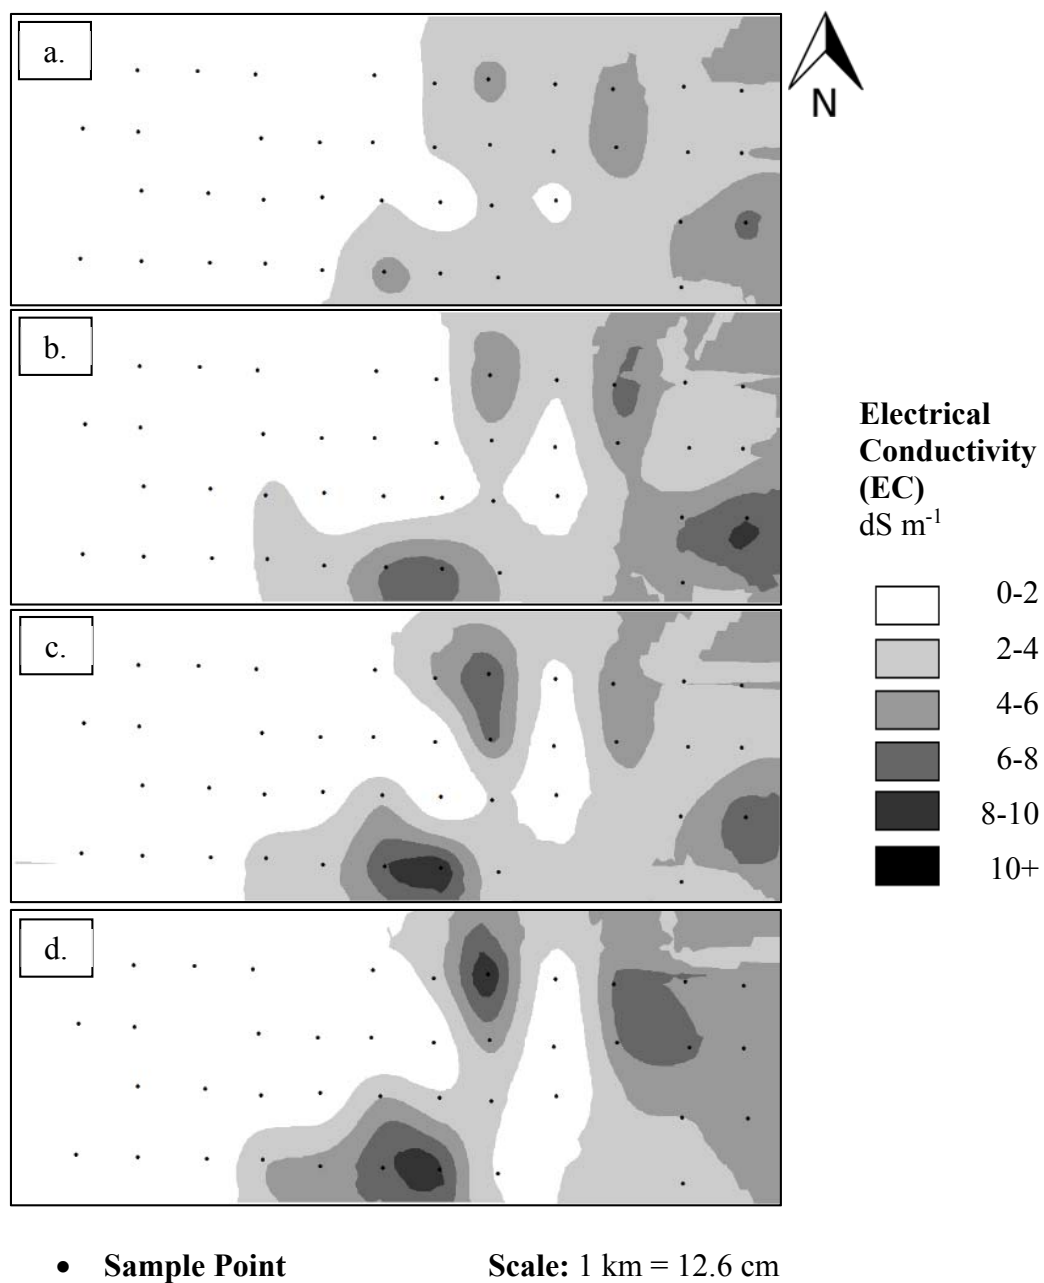 a.
N
b.
Electrical
Conductivity
(EC)
dS m-1
0-2
2-4
c.
4-6
6-8
8-10
10+
d.
• Sample Point Scale: 1 km = 12.6 cm